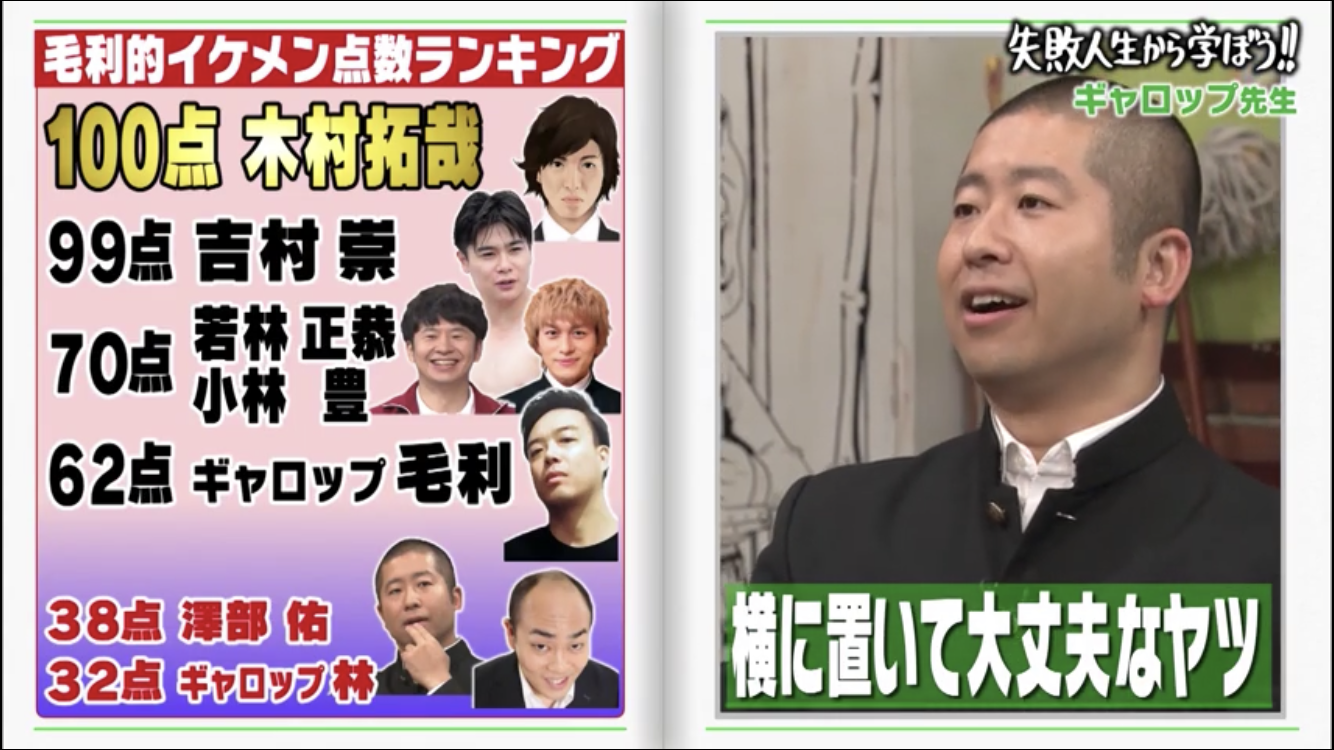 毛利的イケメン点数ランキング
100点 木村拓哉
99点 吉村 崇
70点 若林 正恭
小林 豊
62点 ギャロップ 毛利
38点 澤部 佑
32点 ギャロップ 林
失敗人生から学ぼう!!
ギャロップ先生
横に置いて大丈夫なヤツ